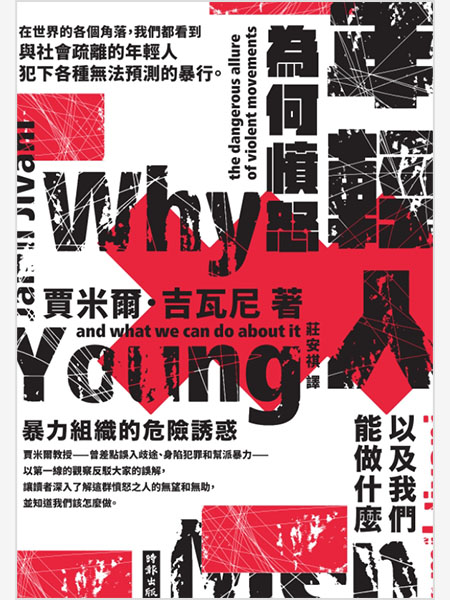 在世界的各個角落，我們都看到
與社會疏離的年輕人
犯下各種無法預測的暴行。
the dangerous allure
of violent movements
為何憤怒
年輕人
Jamil Jivani
Why
賈米爾・吉瓦尼 著
and what we can do about it
莊安祺 譯
Young
暴力組織的危險誘惑
賈米爾教授——曾差點誤入歧途、身陷犯罪和幫派暴力——
以第一線的觀察反駁大家的誤解，
讓讀者深入了解這群憤怒之人的無望和無助，
並知道我們該怎麼做。
以及我們
能做什麼
時報出版
Men